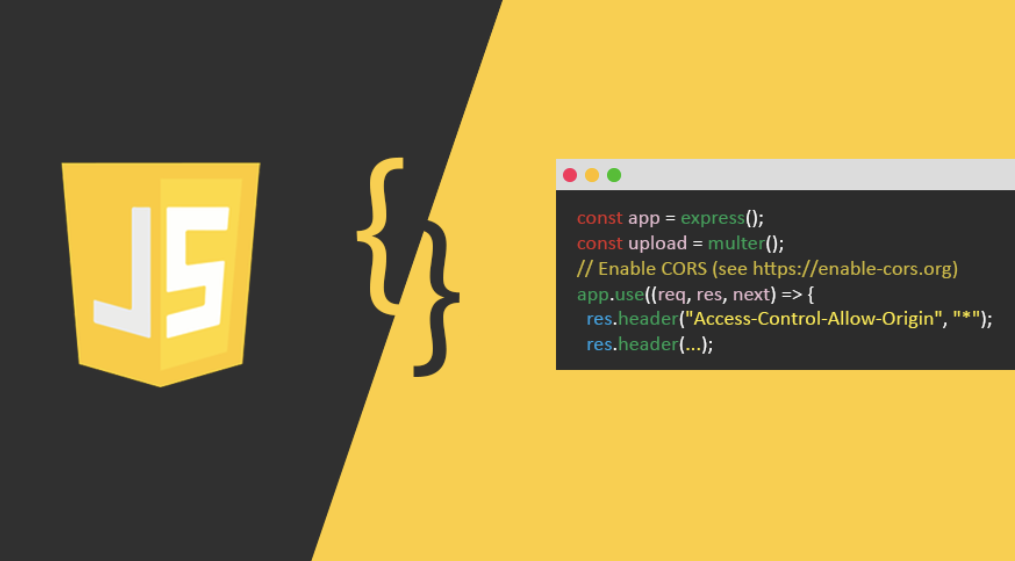 JS
{
}
const app = express();
const upload = multer();
// Enable CORS (see https://enable-cors.org)
app.use((req, res, next) => {
res.header("Access-Control-Allow-Origin", "*");
res.header(...);